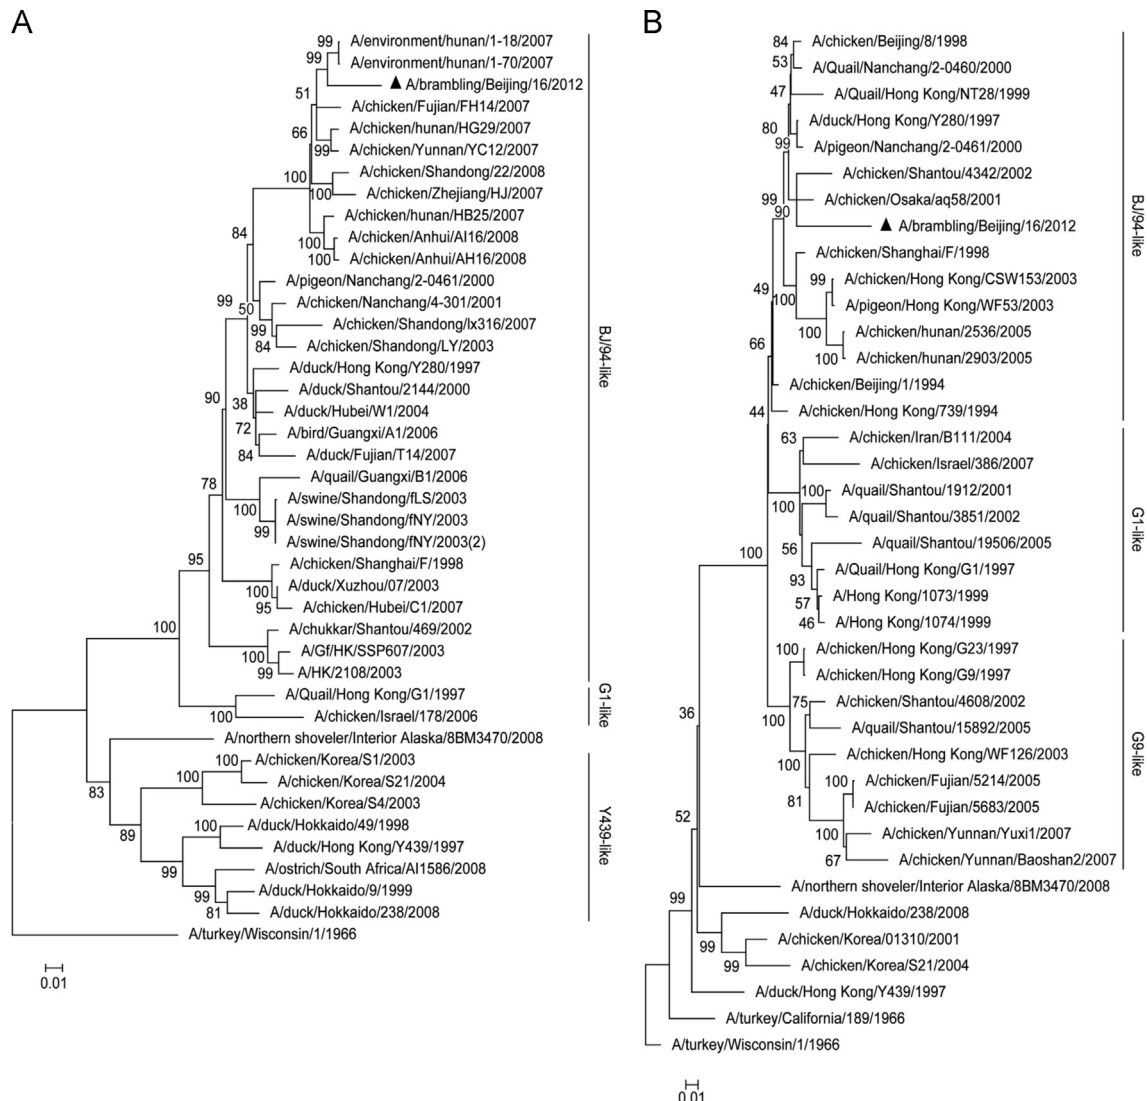 A
99
A/environment/hunan/1-18/2007
99
A/environment/hunan/1-70/2007
▲ A/brambling/Beijing/16/2012
51
A/chicken/Fujian/FH14/2007
66
A/chicken/hunan/HG29/2007
99
A/chicken/Yunnan/YC12/2007
100
A/chicken/Shandong/22/2008
100
A/chicken/Zhejiang/HJ/2007
A/chicken/hunan/HB25/2007
84
100
A/chicken/Anhui/AI16/2008
100
A/chicken/Anhui/AH16/2008
A/pigeon/Nanchang/2-0461/2000
99
50
A/chicken/Nanchang/4-301/2001
99
A/chicken/Shandong/lx316/2007
84
A/chicken/Shandong/LY/2003
A/duck/Hong Kong/Y280/1997
A/duck/Shantou/2144/2000
90
38
A/duck/Hubei/W1/2004
72
A/bird/Guangxi/A1/2006
84
A/duck/Fujian/T14/2007
78
A/quail/Guangxi/B1/2006
100
A/swine/Shandong/fLS/2003
99
A/swine/Shandong/fNY/2003
A/swine/Shandong/fNY/2003(2)
95
A/chicken/Shanghai/F/1998
100
A/duck/Xuzhou/07/2003
95
A/chicken/Hubei/C1/2007
100
A/chukkar/Shantou/469/2002
100
A/Gf/HK/SSP607/2003
99
A/HK/2108/2003
A/Quail/Hong Kong/G1/1997
100
A/chicken/Israel/178/2006
A/northern shoveler/Interior Alaska/8BM3470/2008
100
A/chicken/Korea/S1/2003
100
A/chicken/Korea/S21/2004
83
A/chicken/Korea/S4/2003
89
100
A/duck/Hokkaido/49/1998
A/duck/Hong Kong/Y439/1997
99
A/ostrich/South Africa/AI1586/2008
99
A/duck/Hokkaido/9/1999
81
A/duck/Hokkaido/238/2008
A/turkey/Wisconsin/1/1966
BJ/94-like
G1-like
Y439-like
0.01
B
84
A/chicken/Beijing/8/1998
53
A/Quail/Nanchang/2-0460/2000
47
A/Quail/Hong Kong/NT28/1999
80
A/duck/Hong Kong/Y280/1997
99
A/pigeon/Nanchang/2-0461/2000
A/chicken/Shantou/4342/2002
99
90
A/chicken/Osaka/aq58/2001
▲ A/brambling/Beijing/16/2012
A/chicken/Shanghai/F/1998
99
A/chicken/Hong Kong/CSW153/2003
49
100
A/pigeon/Hong Kong/WF53/2003
100
A/chicken/hunan/2536/2005
66
100
A/chicken/hunan/2903/2005
A/chicken/Beijing/1/1994
44
A/chicken/Hong Kong/739/1994
63
A/chicken/Iran/B111/2004
A/chicken/Israel/386/2007
100
100
A/quail/Shantou/1912/2001
A/quail/Shantou/3851/2002
56
A/quail/Shantou/19506/2005
100
93
A/Quail/Hong Kong/G1/1997
57
A/Hong Kong/1073/1999
46
A/Hong Kong/1074/1999
100
A/chicken/Hong Kong/G23/1997
A/chicken/Hong Kong/G9/1997
36
100
75
A/chicken/Shantou/4608/2002
A/quail/Shantou/15892/2005
100
A/chicken/Hong Kong/WF126/2003
100
A/chicken/Fujian/5214/2005
81
A/chicken/Fujian/5683/2005
52
100
A/chicken/Yunnan/Yuxi1/2007
67
A/chicken/Yunnan/Baoshan2/2007
A/northern shoveler/Interior Alaska/8BM3470/2008
99
A/duck/Hokkaido/238/2008
99
A/chicken/Korea/01310/2001
99
A/chicken/Korea/S21/2004
A/duck/Hong Kong/Y439/1997
A/turkey/California/189/1966
A/turkey/Wisconsin/1/1966
BJ/94-like
G1-like
G9-like
0.01